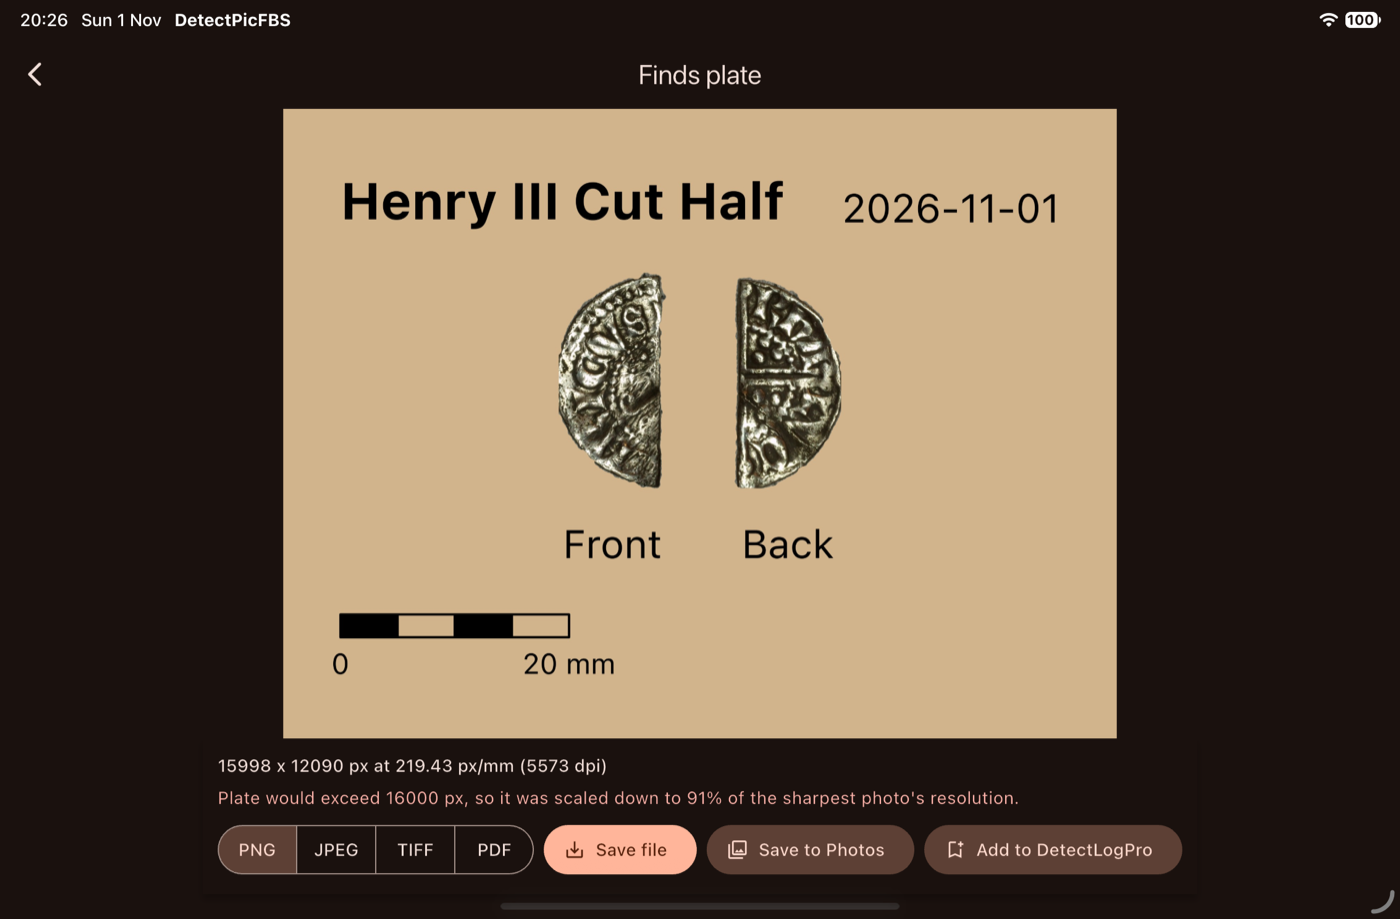 20:26 Sun 1 Nov DetectPicFBS
100
Finds plate
Henry III Cut Half 2026-11-01
Front Back
0 20 mm
15998 x 12090 px at 219.43 px/mm (5573 dpi)
Plate would exceed 16000 px, so it was scaled down to 91% of the sharpest photo's resolution.
PNG JPEG TIFF PDF Save file Save to Photos Add to DetectLogPro